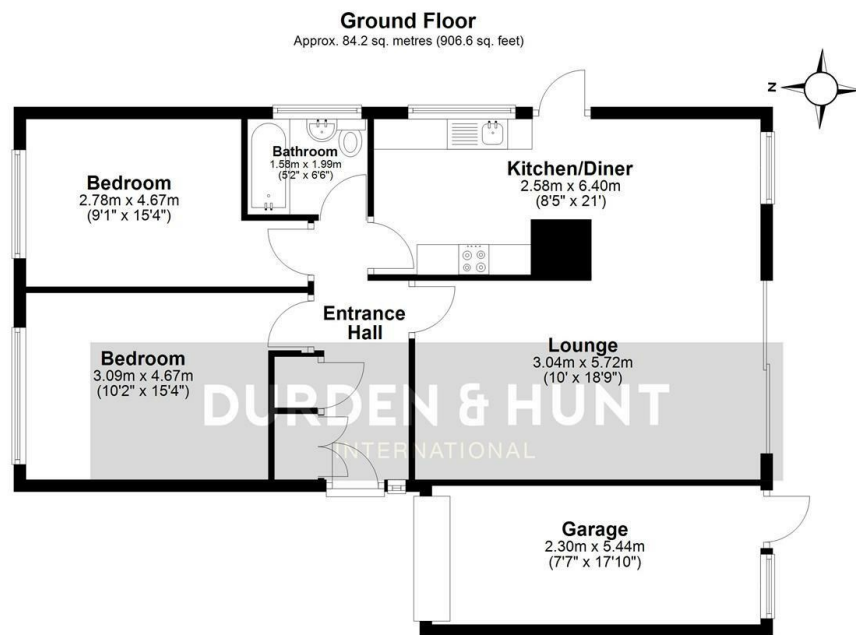 Ground Floor
Approx. 84.2 sq. metres (906.6 sq. feet)
Z
Bedroom
2.78m x 4.67m
(9'1" x 15'4")
Bathroom
1.58m x 1.99m
(5'2" x 6'6")
Kitchen/Diner
2.58m x 6.40m
(8'5" x 21')
Entrance
Hall
Bedroom
3.09m x 4.67m
(10'2" x 15'4")
Lounge
3.04m x 5.72m
(10' x 18'9")
DURDEN & HUNT
INTERNATIONAL
Garage
2.30m x 5.44m
(7'7" x 17'10")